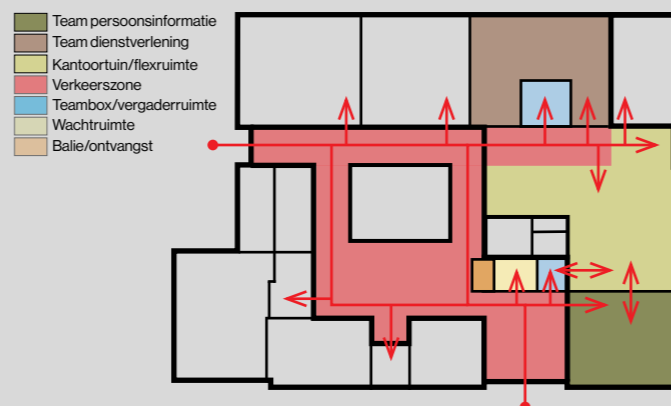 Team persoonsinformatie
Team dienstverlening
Kantoortuin/flexruimte
Verkeerszone
Teambox/vergaderruimte
Wachtruimte
Balie/ontvangst